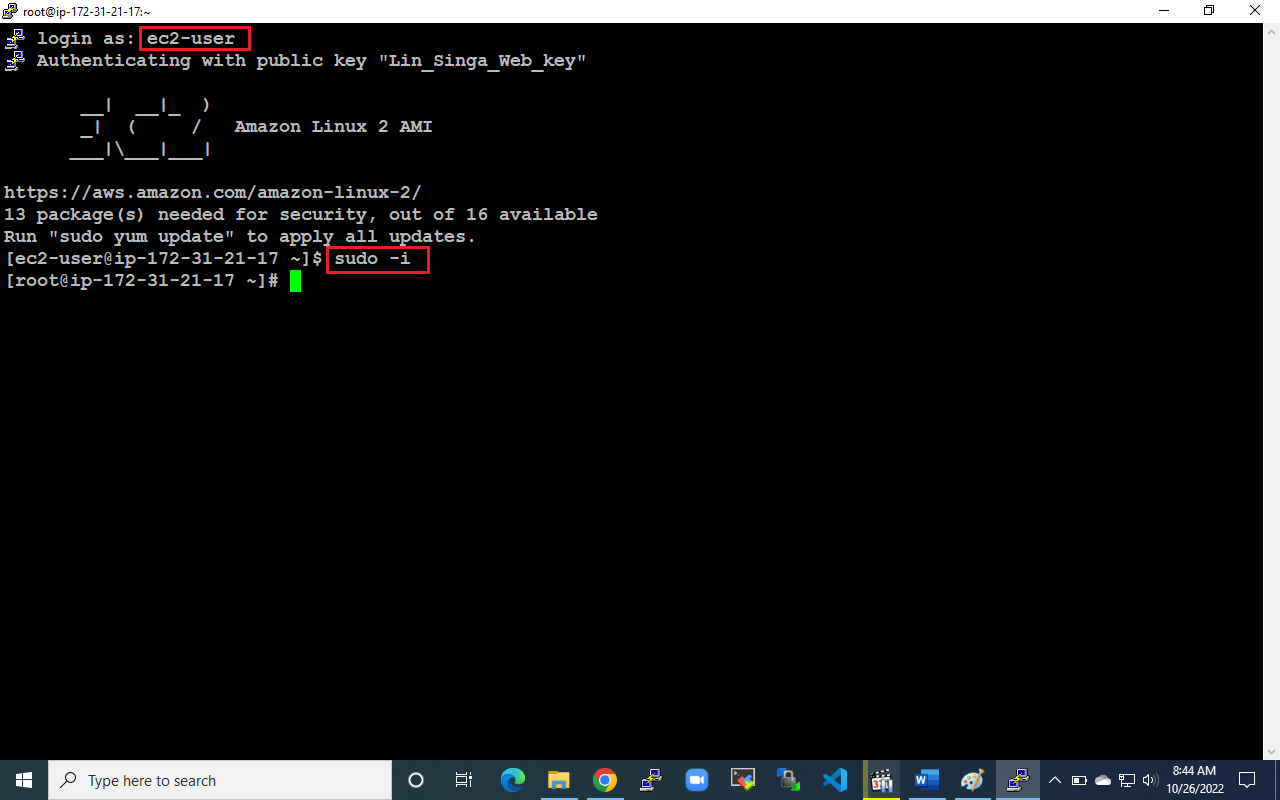 root@ip-172-31-21-17:~
login as: ec2-user
Authenticating with public key "Lin_Singa_Web_key"
       __|  __|_  )
       _|  (     /   Amazon Linux 2 AMI
      ___|\___|___|
https://aws.amazon.com/amazon-linux-2/
13 package(s) needed for security, out of 16 available
Run "sudo yum update" to apply all updates.
[ec2-user@ip-172-31-21-17 ~]$ sudo -i
[root@ip-172-31-21-17 ~]#
Type here to search
8:44 AM
10/26/2022